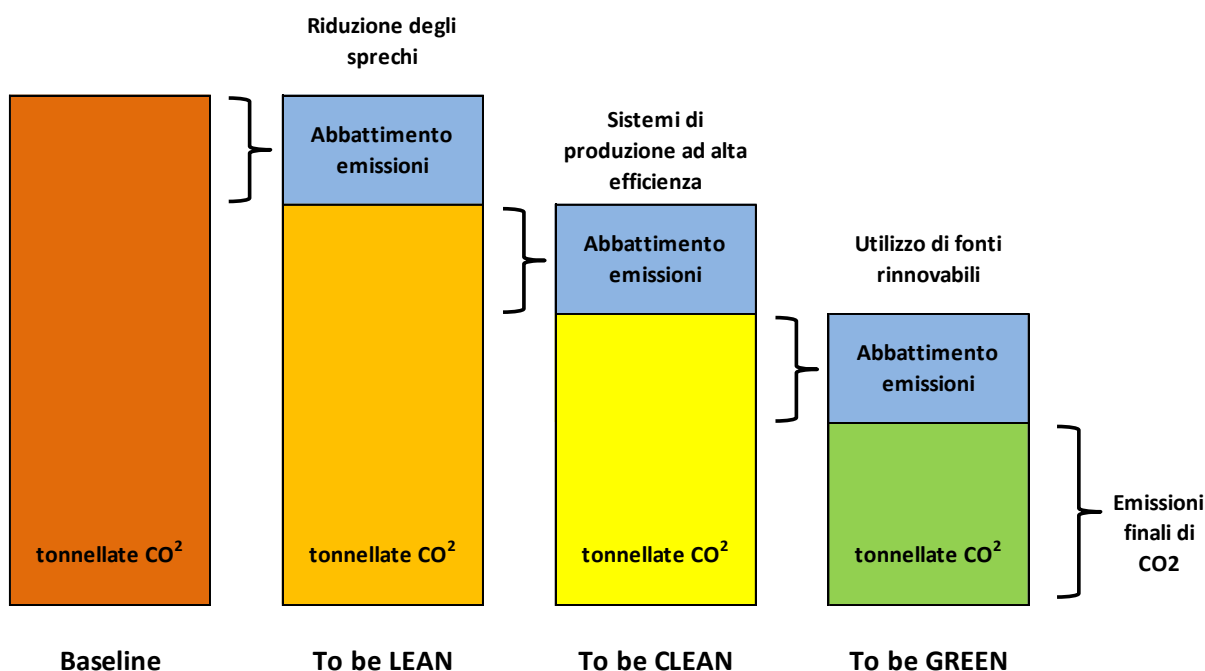 Riduzione degli
sprechi
Abbattimento
emissioni
Sistemi di
produzione ad alta
efficienza
Abbattimento
emissioni
Utilizzo di fonti
rinnovabili
Abbattimento
emissioni
tonnellate CO²
tonnellate CO²
tonnellate CO²
tonnellate CO²
Emissioni
finali di
CO2
Baseline
To be LEAN
To be CLEAN
To be GREEN